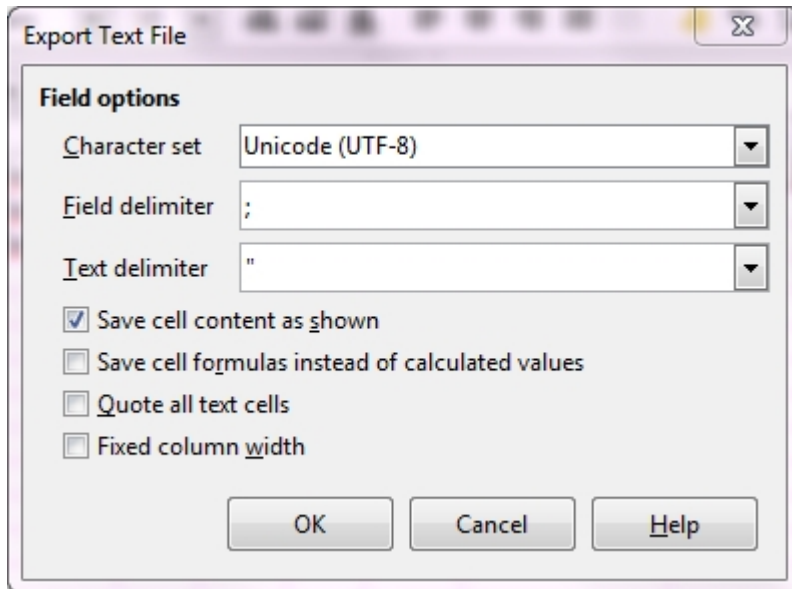 Export Text File
Field options
Character set Unicode (UTF-8)
Field delimiter ;
Text delimiter "
Save cell content as shown
Save cell formulas instead of calculated values
Quote all text cells
Fixed column width
OK Cancel Help